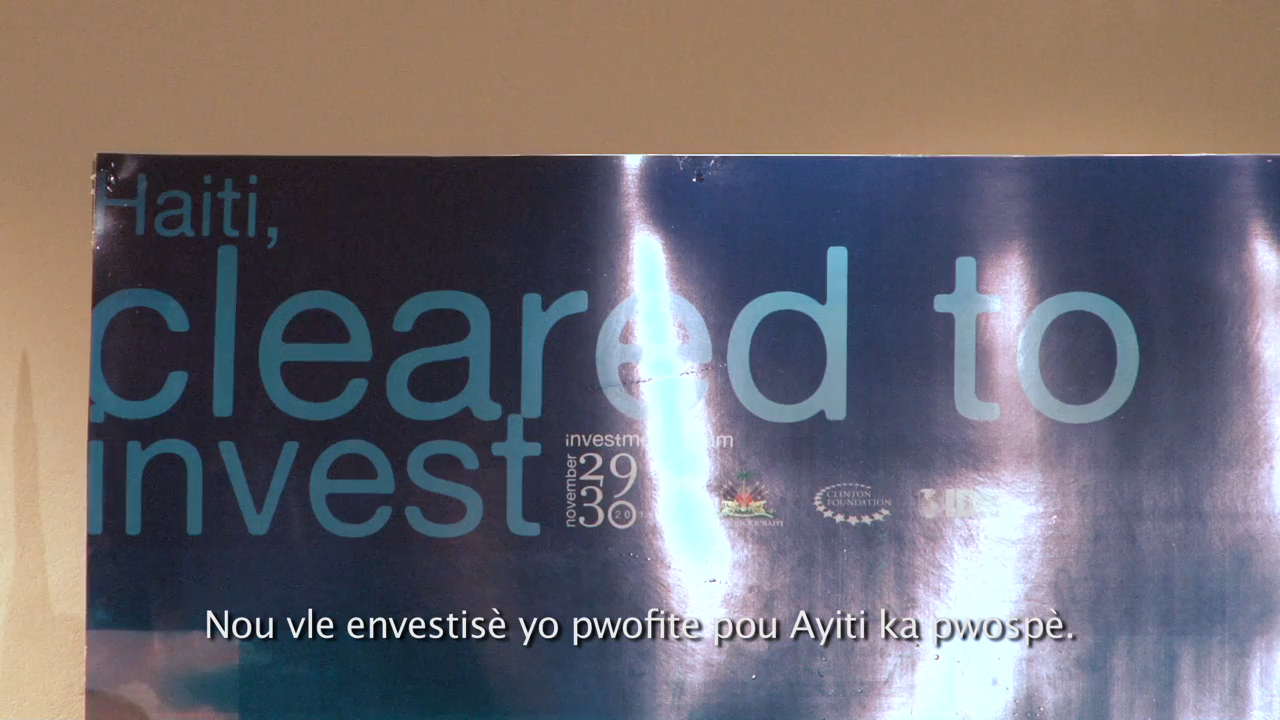 Haiti,
cleared to
invest
november
29
30
CLINTON
FOUNDATION
Nou vle envestisè yo pwofite pou Ayiti ka pwospè.